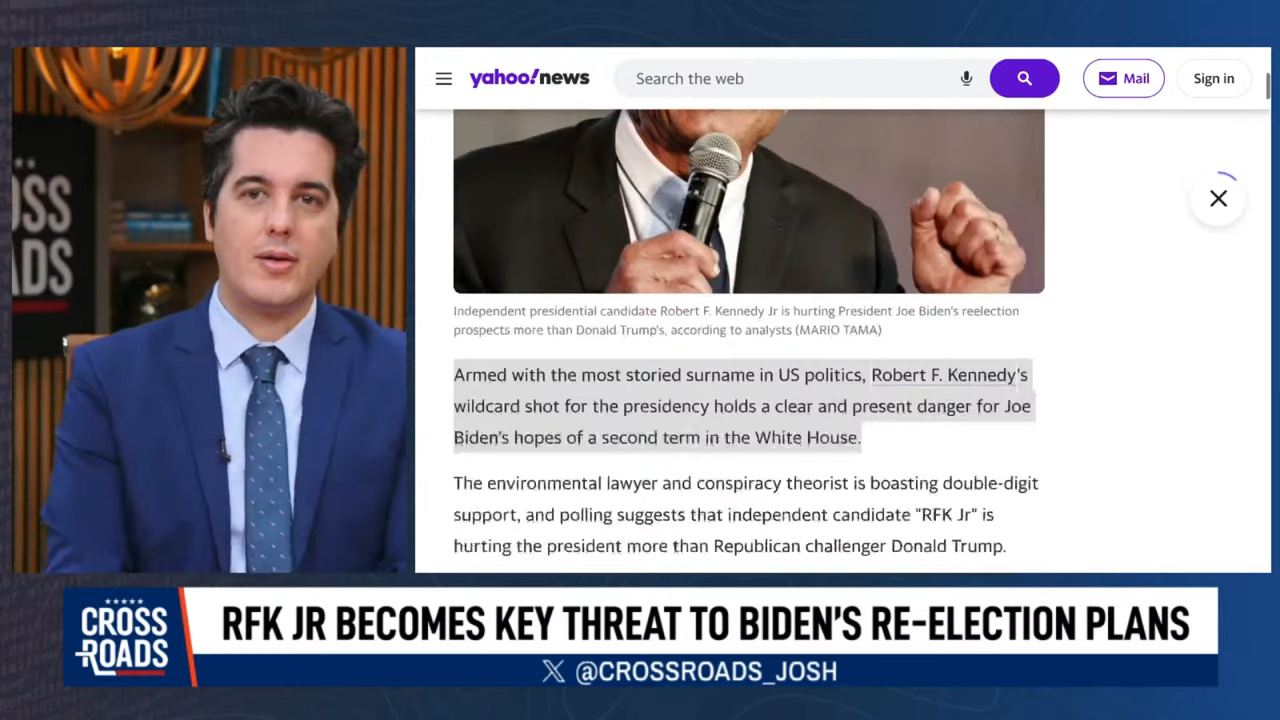 OSS
ADS
yahoo!news
Search the web
Mail
Sign in
Independent presidential candidate Robert F. Kennedy Jr is hurting President Joe Biden's reelection
prospects more than Donald Trump's, according to analysts (MARIO TAMA)
Armed with the most storied surname in US politics, Robert F. Kennedy's
wildcard shot for the presidency holds a clear and present danger for Joe
Biden's hopes of a second term in the White House.
The environmental lawyer and conspiracy theorist is boasting double-digit
support, and polling suggests that independent candidate "RFK Jr" is
hurting the president more than Republican challenger Donald Trump.
CROSS
ROADS
RFK JR BECOMES KEY THREAT TO BIDEN'S RE-ELECTION PLANS
X @CROSSROADS_JOSH